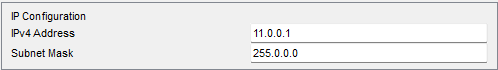 IP Configuration
IPv4 Address 11.0.0.1
Subnet Mask 255.0.0.0